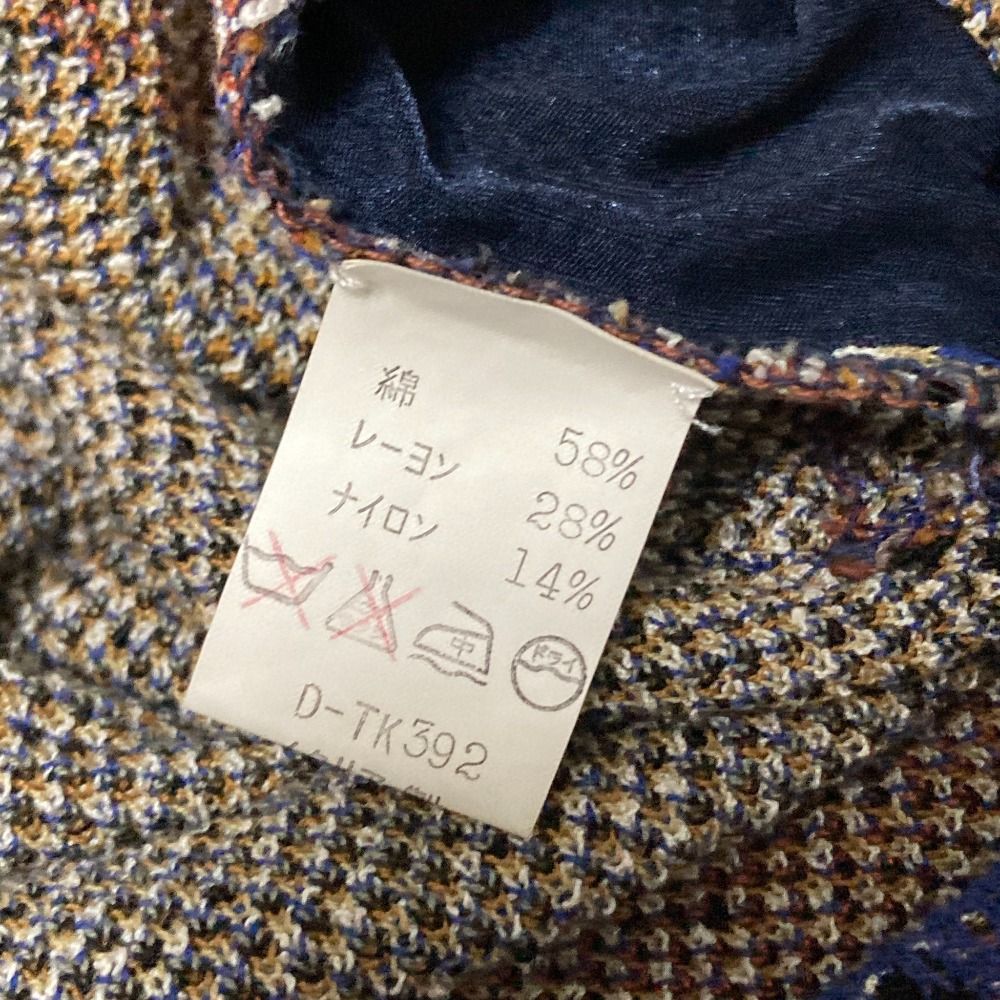 綿 58%
レーヨン 28%
ナイロン 14%
中 ドライ
D-TK392